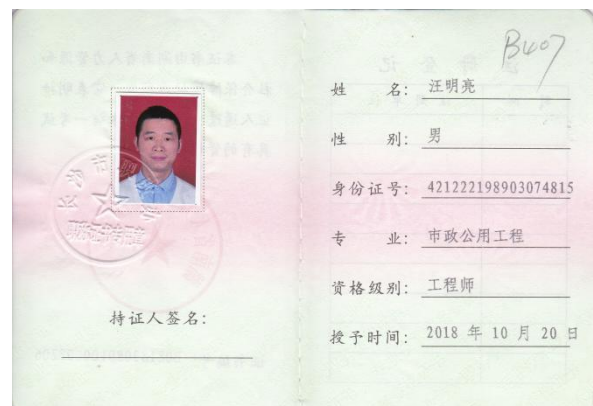 B407
姓 名: 汪明亮
性 别: 男
身份证号: 421222198903074815
专 业: 市政公用工程
资格级别: 工程师
授予时间: 2018 年 10 月 20 日
持证人签名: